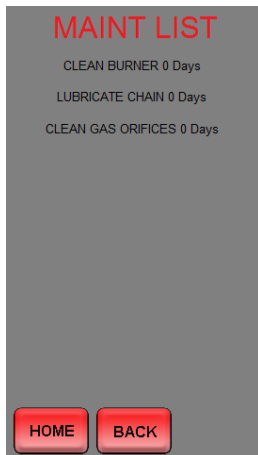 MAINT LIST
CLEAN BURNER 0 Days
LUBRICATE CHAIN 0 Days
CLEAN GAS ORIFICES 0 Days
HOME BACK